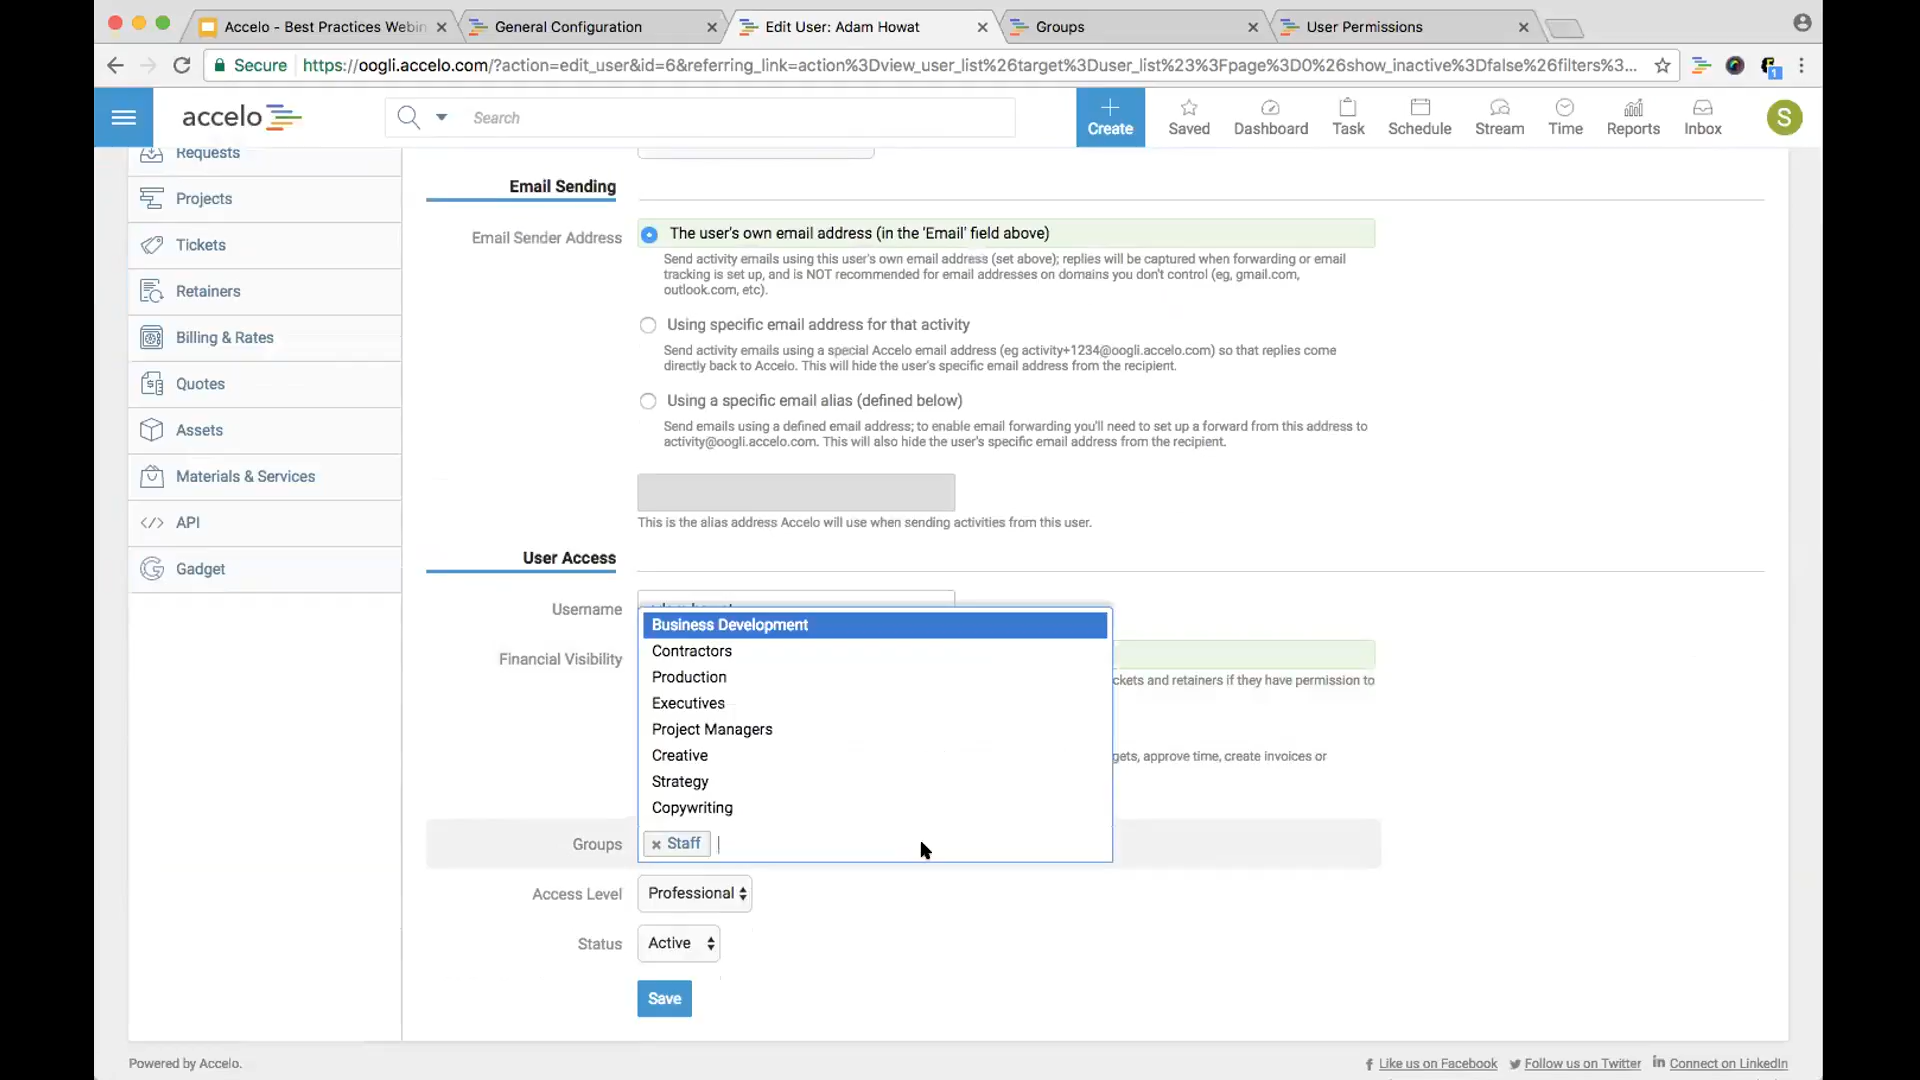 Accelo - Best Practices Webin
General Configuration
Edit User: Adam Howat
Groups
User Permissions
Secure
https://oogli.accelo.com/?action=edit_user&id=6&referring_link=action%3Dview_user_list%26target%3Duser_list%23%3Fpage%3D0%26show_inactive%3Dfalse%26filters%3...
1
accelo
Search
Create
Saved
Dashboard
Task
Schedule
Stream
Time
Reports
Inbox
S
Requests
Projects
Tickets
Retainers
Billing & Rates
Quotes
Assets
Materials & Services
API
Gadget
Email Sending
Email Sender Address
The user's own email address (in the 'Email' field above)
Send activity emails using this user's own email address (set above); replies will be captured when forwarding or email
tracking is set up, and is NOT recommended for email addresses on domains you don't control (eg, gmail.com,
outlook.com, etc).
Using specific email address for that activity
Send activity emails using a special Accelo email address (eg activity+1234@oogli.accelo.com) so that replies come
directly back to Accelo. This will hide the user's specific email address from the recipient.
Using a specific email alias (defined below)
Send emails using a defined email address; to enable email forwarding you'll need to set up a forward from this address to
activity@oogli.accelo.com. This will also hide the user's specific email address from the recipient.
This is the alias address Accelo will use when sending activities from this user.
User Access
Username
Business Development
Contractors
Financial Visibility
Production
ckets and retainers if they have permission to
Executives
Project Managers
Creative
gets, approve time, create invoices or
Strategy
Copywriting
Groups
Staff
Access Level
Professional
Status
Active
Save
Powered by Accelo.
Like us on Facebook
Follow us on Twitter
Connect on LinkedIn